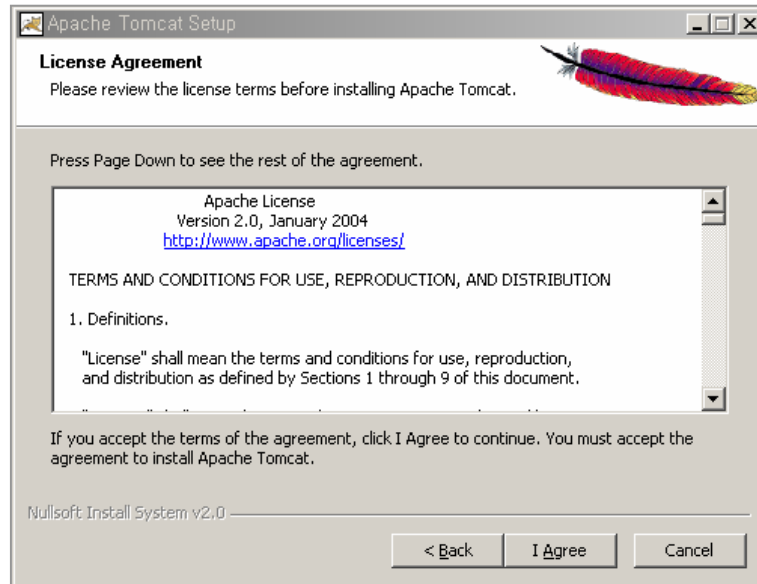 Apache Tomcat Setup
License Agreement
Please review the license terms before installing Apache Tomcat.
Press Page Down to see the rest of the agreement.
Apache License
Version 2.0, January 2004
http://www.apache.org/licenses/
TERMS AND CONDITIONS FOR USE, REPRODUCTION, AND DISTRIBUTION
1. Definitions.
"License" shall mean the terms and conditions for use, reproduction,
and distribution as defined by Sections 1 through 9 of this document.
If you accept the terms of the agreement, click I Agree to continue. You must accept the
agreement to install Apache Tomcat.
Nullsoft Install System v2.0
< Back I Agree Cancel